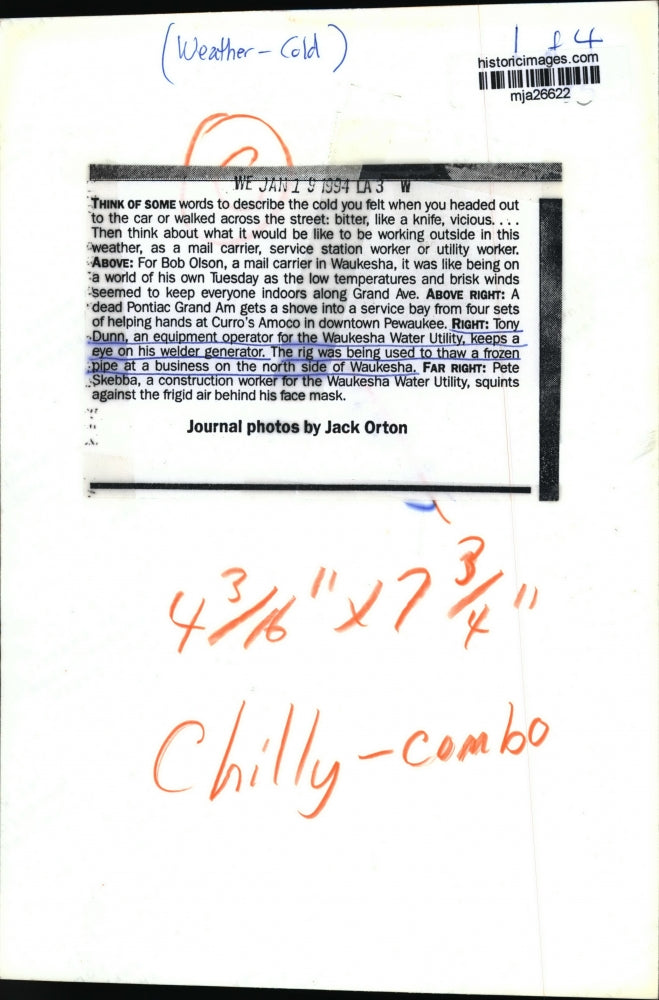 (Weather - Cold)
1 of 4
historicimages.com
mja26622
WE JAN 1 9 1994 LA 3 W
THINK OF SOME words to describe the cold you felt when you headed out
to the car or walked across the street: bitter, like a knife, vicious. . . .
Then think about what it would be like to be working outside in this
weather, as a mail carrier, service station worker or utility worker.
ABOVE: For Bob Olson, a mail carrier in Waukesha, it was like being on
a world of his own Tuesday as the low temperatures and brisk winds
seemed to keep everyone indoors along Grand Ave. ABOVE RIGHT: A
dead Pontiac Grand Am gets a shove into a service bay from four sets
of helping hands at Curro's Amoco in downtown Pewaukee. RIGHT: Tony
Dunn, an equipment operator for the Waukesha Water Utility, keeps a
eye on his welder generator. The rig was being used to thaw a frozen
pipe at a business on the north side of Waukesha. FAR RIGHT: Pete
Skebba, a construction worker for the Waukesha Water Utility, squints
against the frigid air behind his face mask.
Journal photos by Jack Orton
4 3/16" x 7 3/4"
Chilly-combo